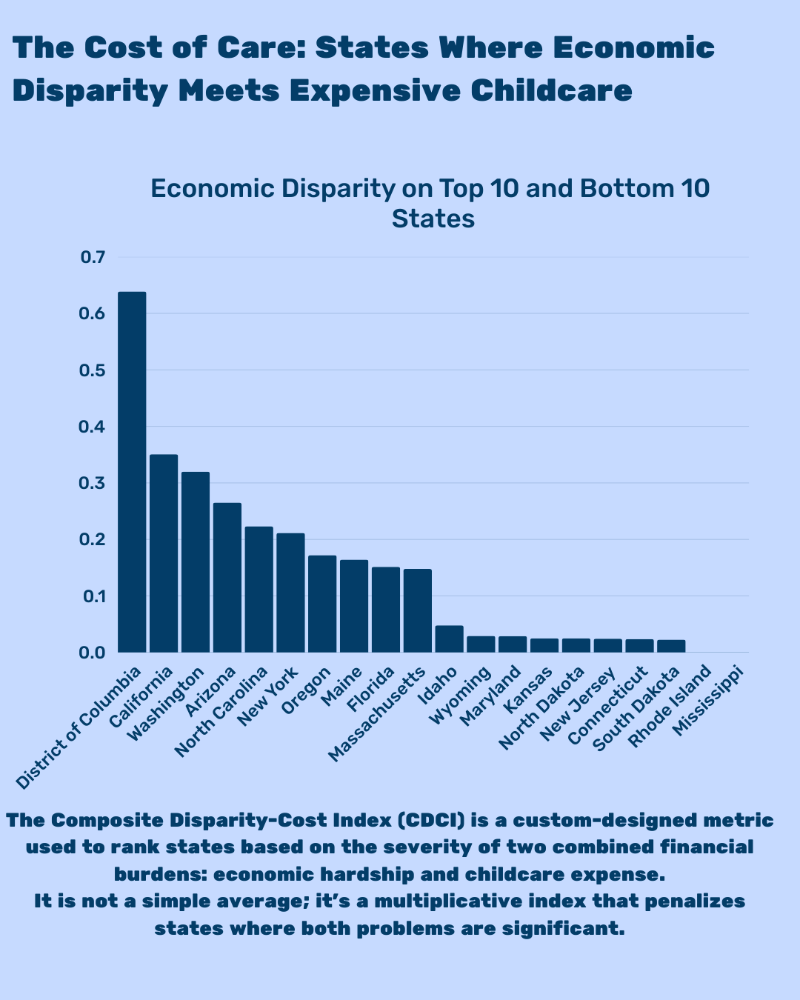 The Cost of Care: States Where Economic
Disparity Meets Expensive Childcare
Economic Disparity on Top 10 and Bottom 10
States
0.7
0.6
0.5
0.4
0.3
0.2
0.1
0.0
District of Columbia
California
Washington
Arizona
North Carolina
New York
Oregon
Maine
Florida
Massachusetts
Idaho
Wyoming
Maryland
Kansas
North Dakota
New Jersey
Connecticut
South Dakota
Rhode Island
Mississippi
The Composite Disparity-Cost Index (CDCI) is a custom-designed metric
used to rank states based on the severity of two combined financial
burdens: economic hardship and childcare expense.
It is not a simple average; it’s a multiplicative index that penalizes
states where both problems are significant.